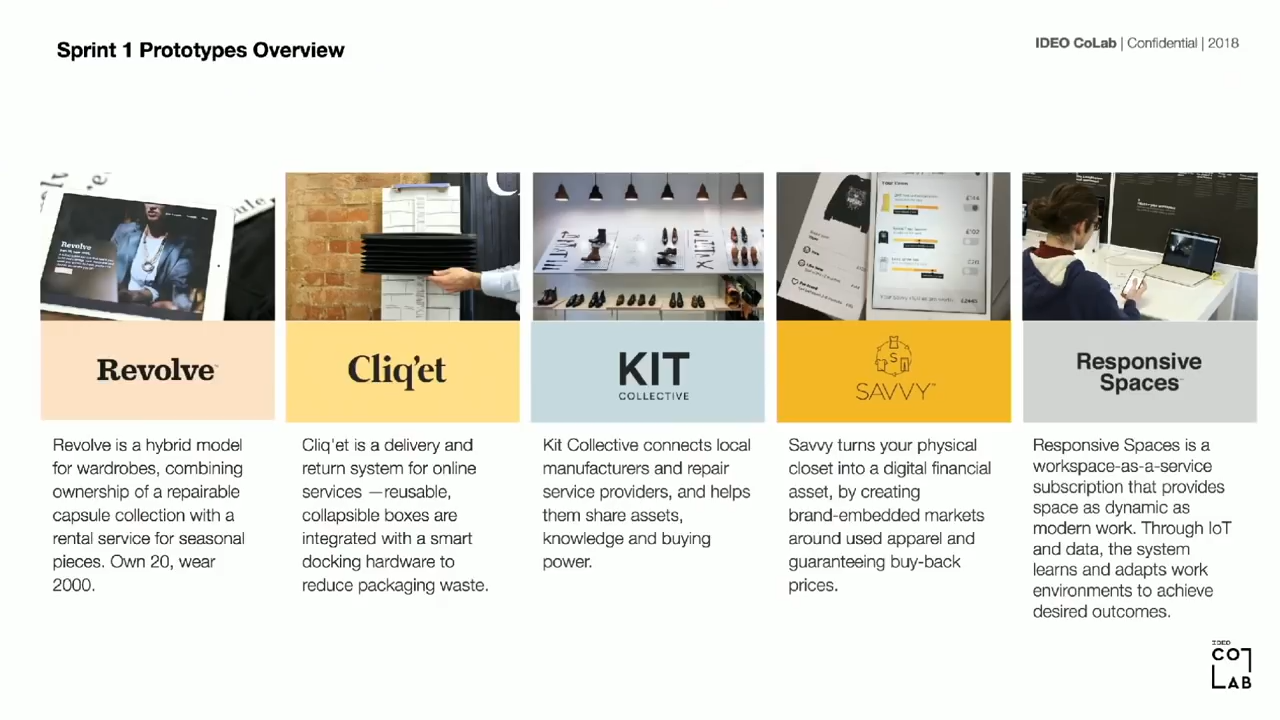 Sprint 1 Prototypes Overview
IDEO CoLab | Confidential | 2018
Revolve
Revolve™
Revolve is a hybrid model
for wardrobes, combining
ownership of a repairable
capsule collection with a
rental service for seasonal
pieces. Own 20, wear
2000.
Cliq'et
Cliq'et is a delivery and
return system for online
services —reusable,
collapsible boxes are
integrated with a smart
docking hardware to
reduce packaging waste.
KIT
COLLECTIVE
Kit Collective connects local
manufacturers and repair
service providers, and helps
them share assets,
knowledge and buying
power.
S
SAVVY™
Savvy turns your physical
closet into a digital financial
asset, by creating
brand-embedded markets
around used apparel and
guaranteeing buy-back
prices.
Responsive
Spaces™
Responsive Spaces is a
workspace-as-a-service
subscription that provides
space as dynamic as
modern work. Through IoT
and data, the system
learns and adapts work
environments to achieve
desired outcomes.
IDEO
CO
LAB